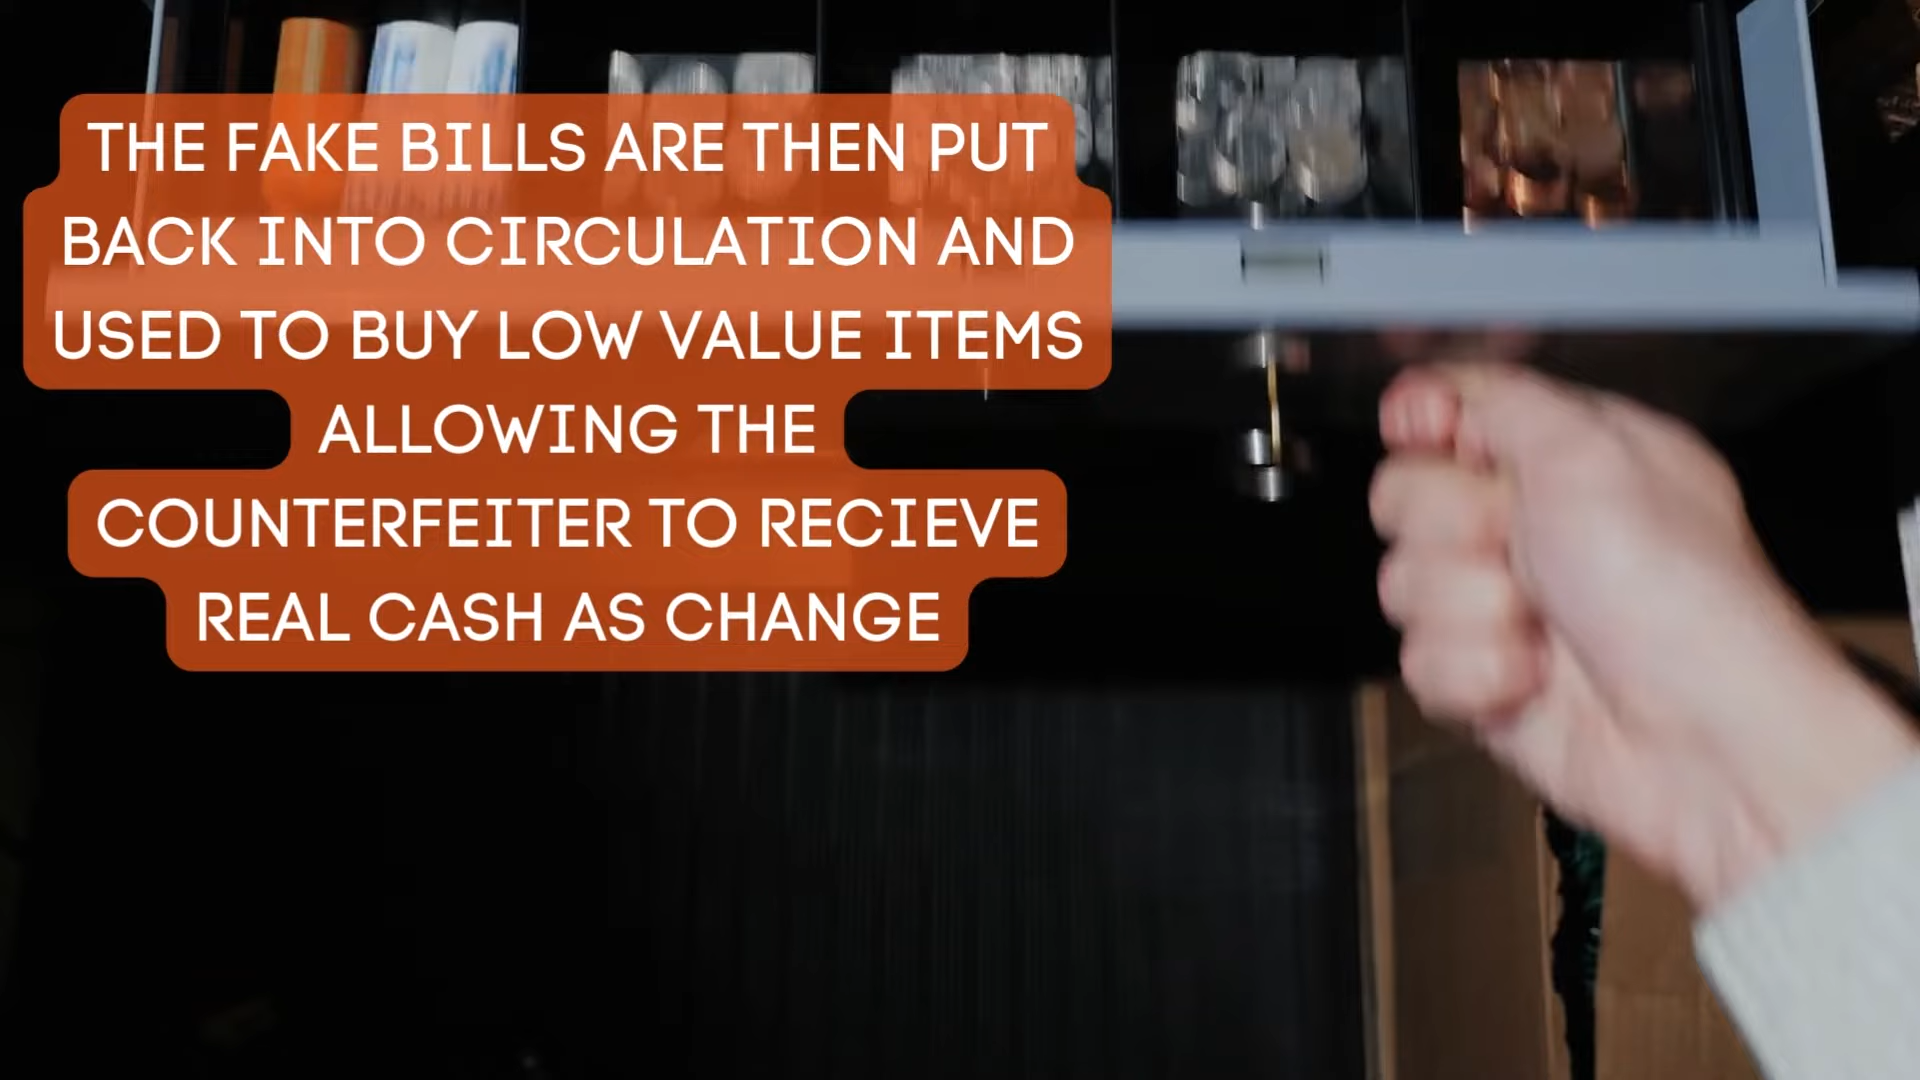 THE FAKE BILLS ARE THEN PUT
BACK INTO CIRCULATION AND
USED TO BUY LOW VALUE ITEMS
ALLOWING THE
COUNTERFEITER TO RECIEVE
REAL CASH AS CHANGE